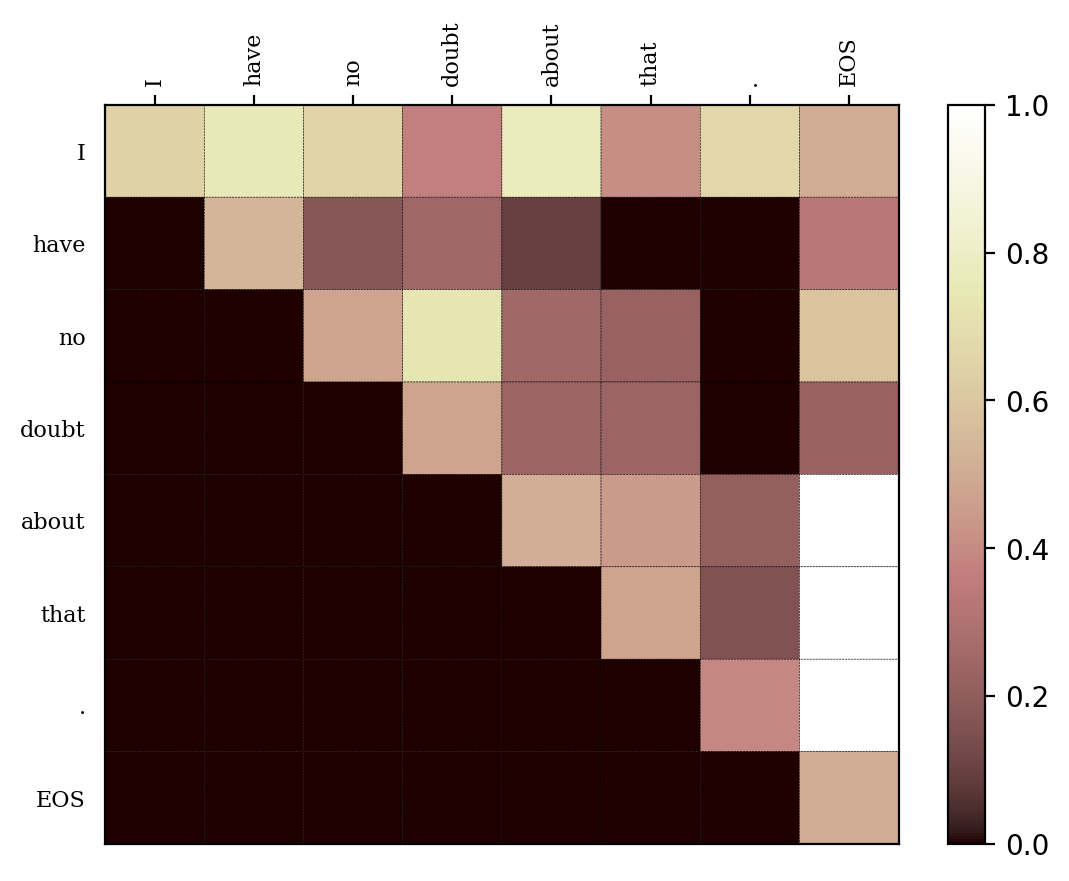 I have no doubt about that . EOS
I
have
no
doubt
about
that
.
EOS
1.0
0.8
0.6
0.4
0.2
0.0